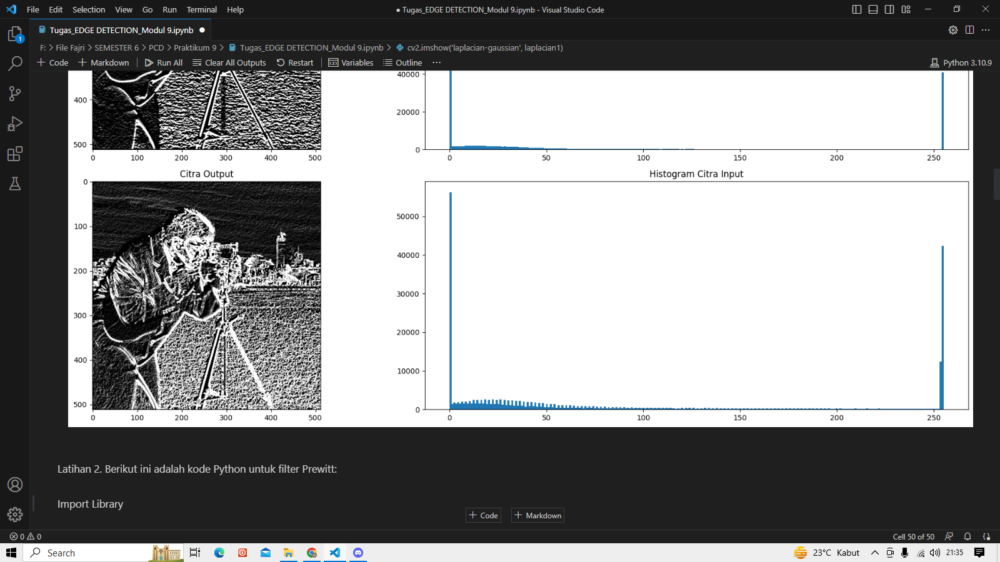 File Edit Selection View Go Run Terminal Help
● Tugas_EDGE DETECTION_Modul 9.ipynb - Visual Studio Code
Tugas_EDGE DETECTION_Modul 9.ipynb ●
F: > File Fajri > SEMESTER 6 > PCD > Praktikum 9 > Tugas_EDGE DETECTION_Modul 9.ipynb > cv2.imshow('laplacian-gaussian', laplacian1)
+ Code + Markdown | Run All Clear All Outputs Restart | Variables Outline ...
Python 3.10.9
1
400
500
0 100 200 300 400 500
40000
20000
0
0 50 100 150 200 250
Citra Output
0
100
200
300
400
500
0 100 200 300 400 500
Histogram Citra Input
50000
40000
30000
20000
10000
0
0 50 100 150 200 250
Latihan 2. Berikut ini adalah kode Python untuk filter Prewitt:
Import Library
+ Code + Markdown
0 0
Cell 50 of 50
Search
23°C Kabut
21:35